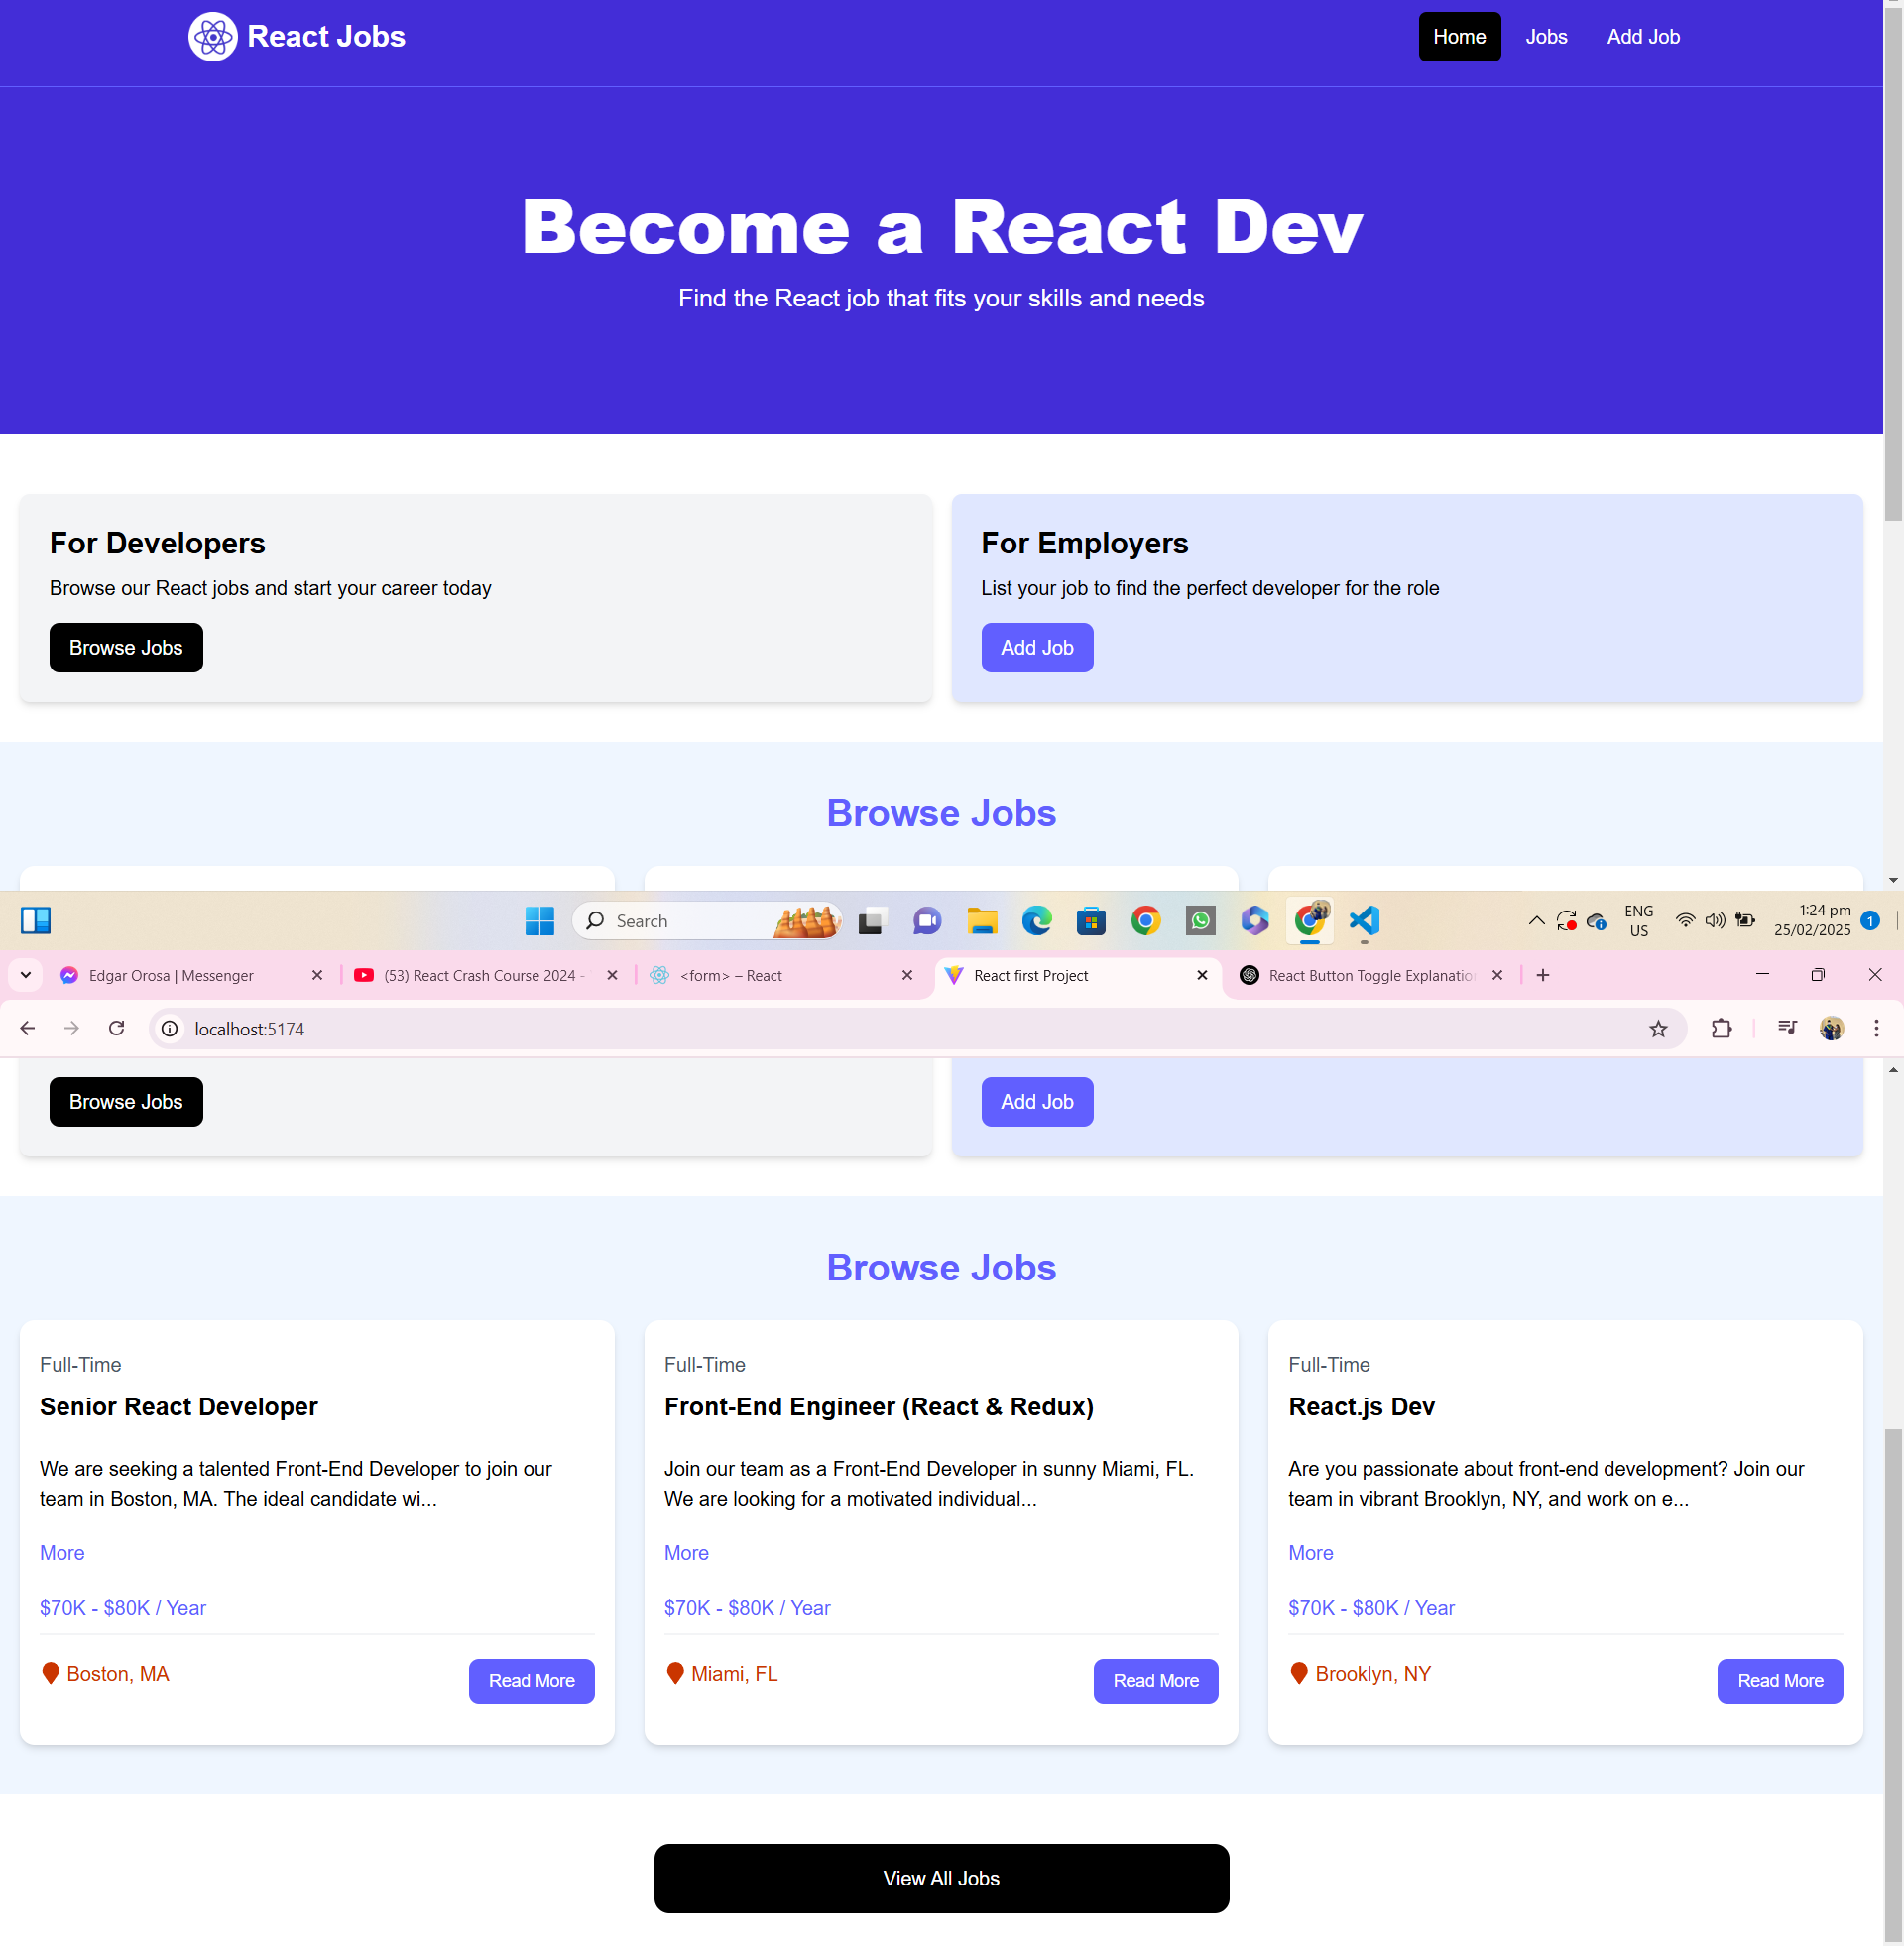 React Jobs
Home
Jobs
Add Job
Become a React Dev
Find the React job that fits your skills and needs
For Developers
Browse our React jobs and start your career today
Browse Jobs
For Employers
List your job to find the perfect developer for the role
Add Job
Browse Jobs
Search
ENG
US
1:24 pm
25/02/2025
1
Edgar Orosa | Messenger
(53) React Crash Course 2024 -
<form> – React
React first Project
React Button Toggle Explanatio
localhost:5174
Browse Jobs
Add Job
Browse Jobs
Full-Time
Senior React Developer
We are seeking a talented Front-End Developer to join our
team in Boston, MA. The ideal candidate wi...
More
$70K - $80K / Year
Boston, MA
Read More
Full-Time
Front-End Engineer (React & Redux)
Join our team as a Front-End Developer in sunny Miami, FL.
We are looking for a motivated individual...
More
$70K - $80K / Year
Miami, FL
Read More
Full-Time
React.js Dev
Are you passionate about front-end development? Join our
team in vibrant Brooklyn, NY, and work on e...
More
$70K - $80K / Year
Brooklyn, NY
Read More
View All Jobs